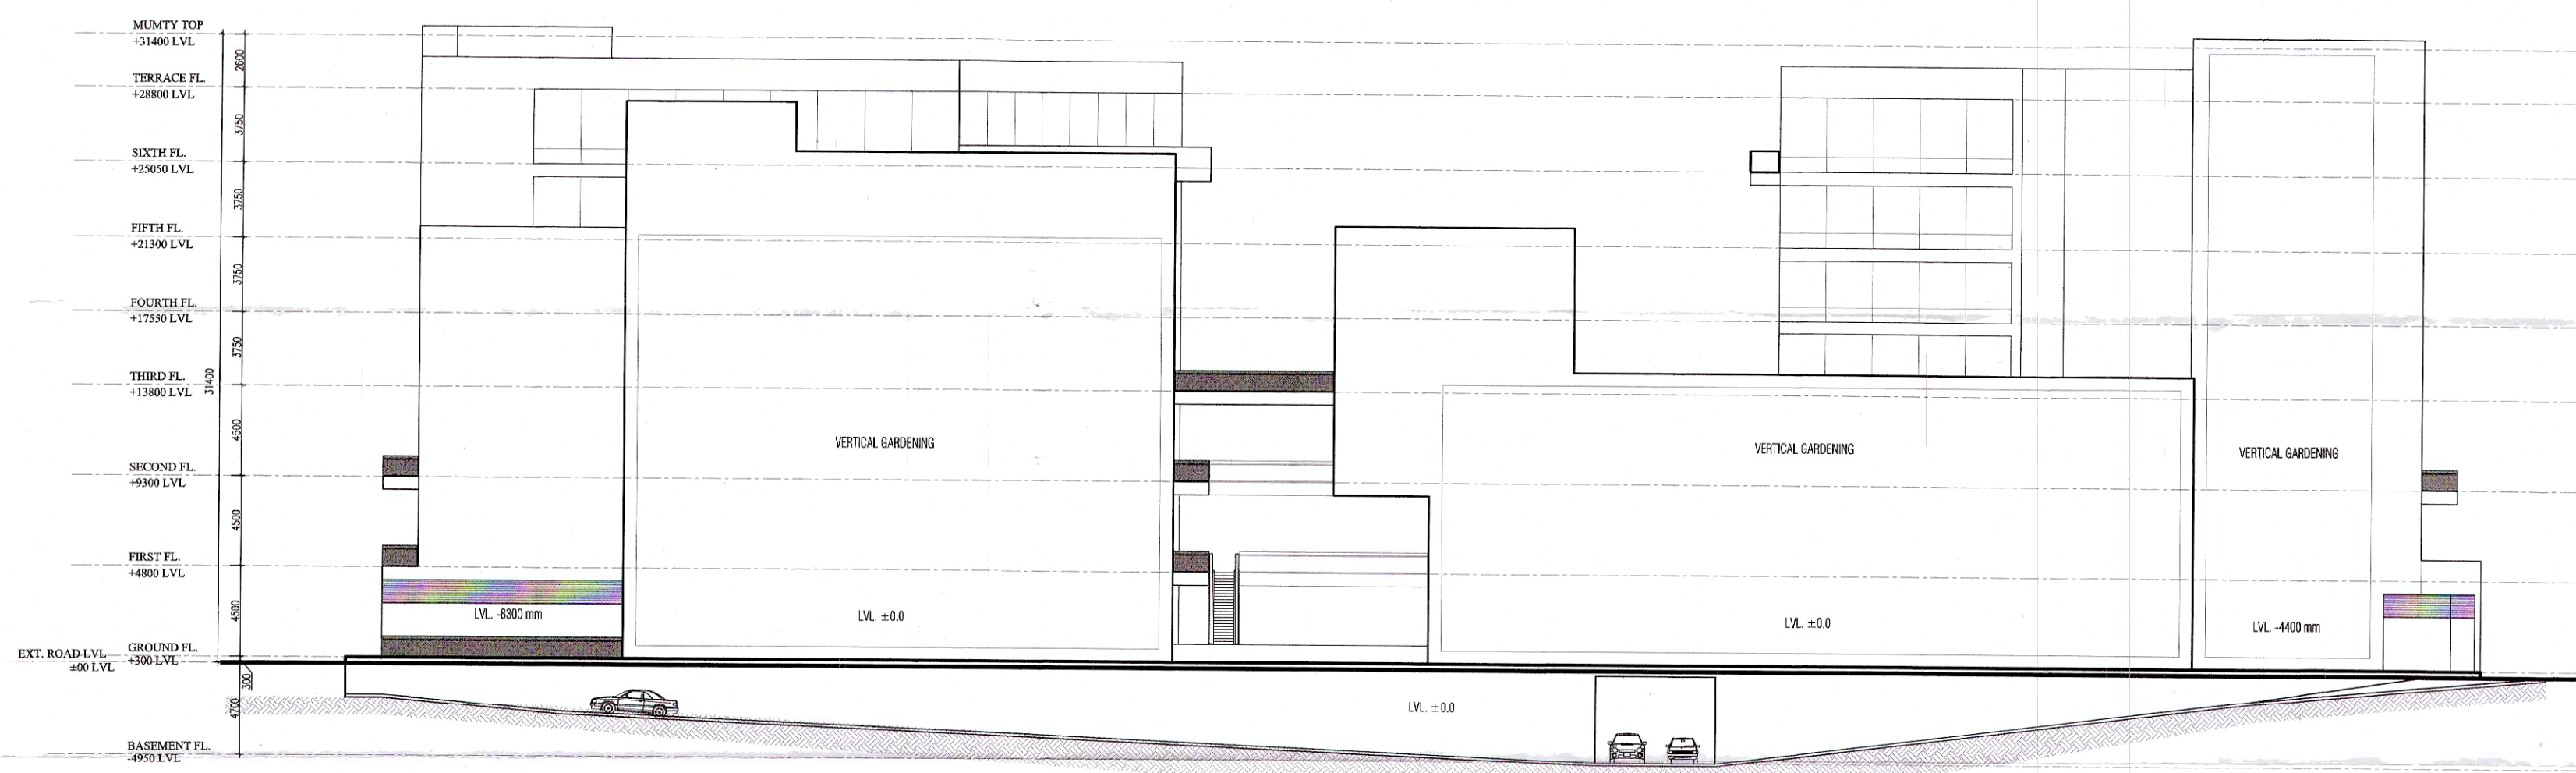 MUMTY TOP
+31400 LVL
2600
TERRACE FL.
+28800 LVL
3750
SIXTH FL.
+25050 LVL
3750
FIFTH FL.
+21300 LVL
3750
FOURTH FL.
+17550 LVL
3750
THIRD FL.
+13800 LVL
31400
4500
VERTICAL GARDENING
VERTICAL GARDENING
VERTICAL GARDENING
SECOND FL.
+9300 LVL
4500
FIRST FL.
+4800 LVL
4500
LVL. -8300 mm
LVL. ±0.0
LVL. ±0.0
LVL. -4400 mm
GROUND FL.
+300 LVL
EXT. ROAD LVL
±00 LVL
300
4700
LVL. ±0.0
BASEMENT FL.
-4950 LVL